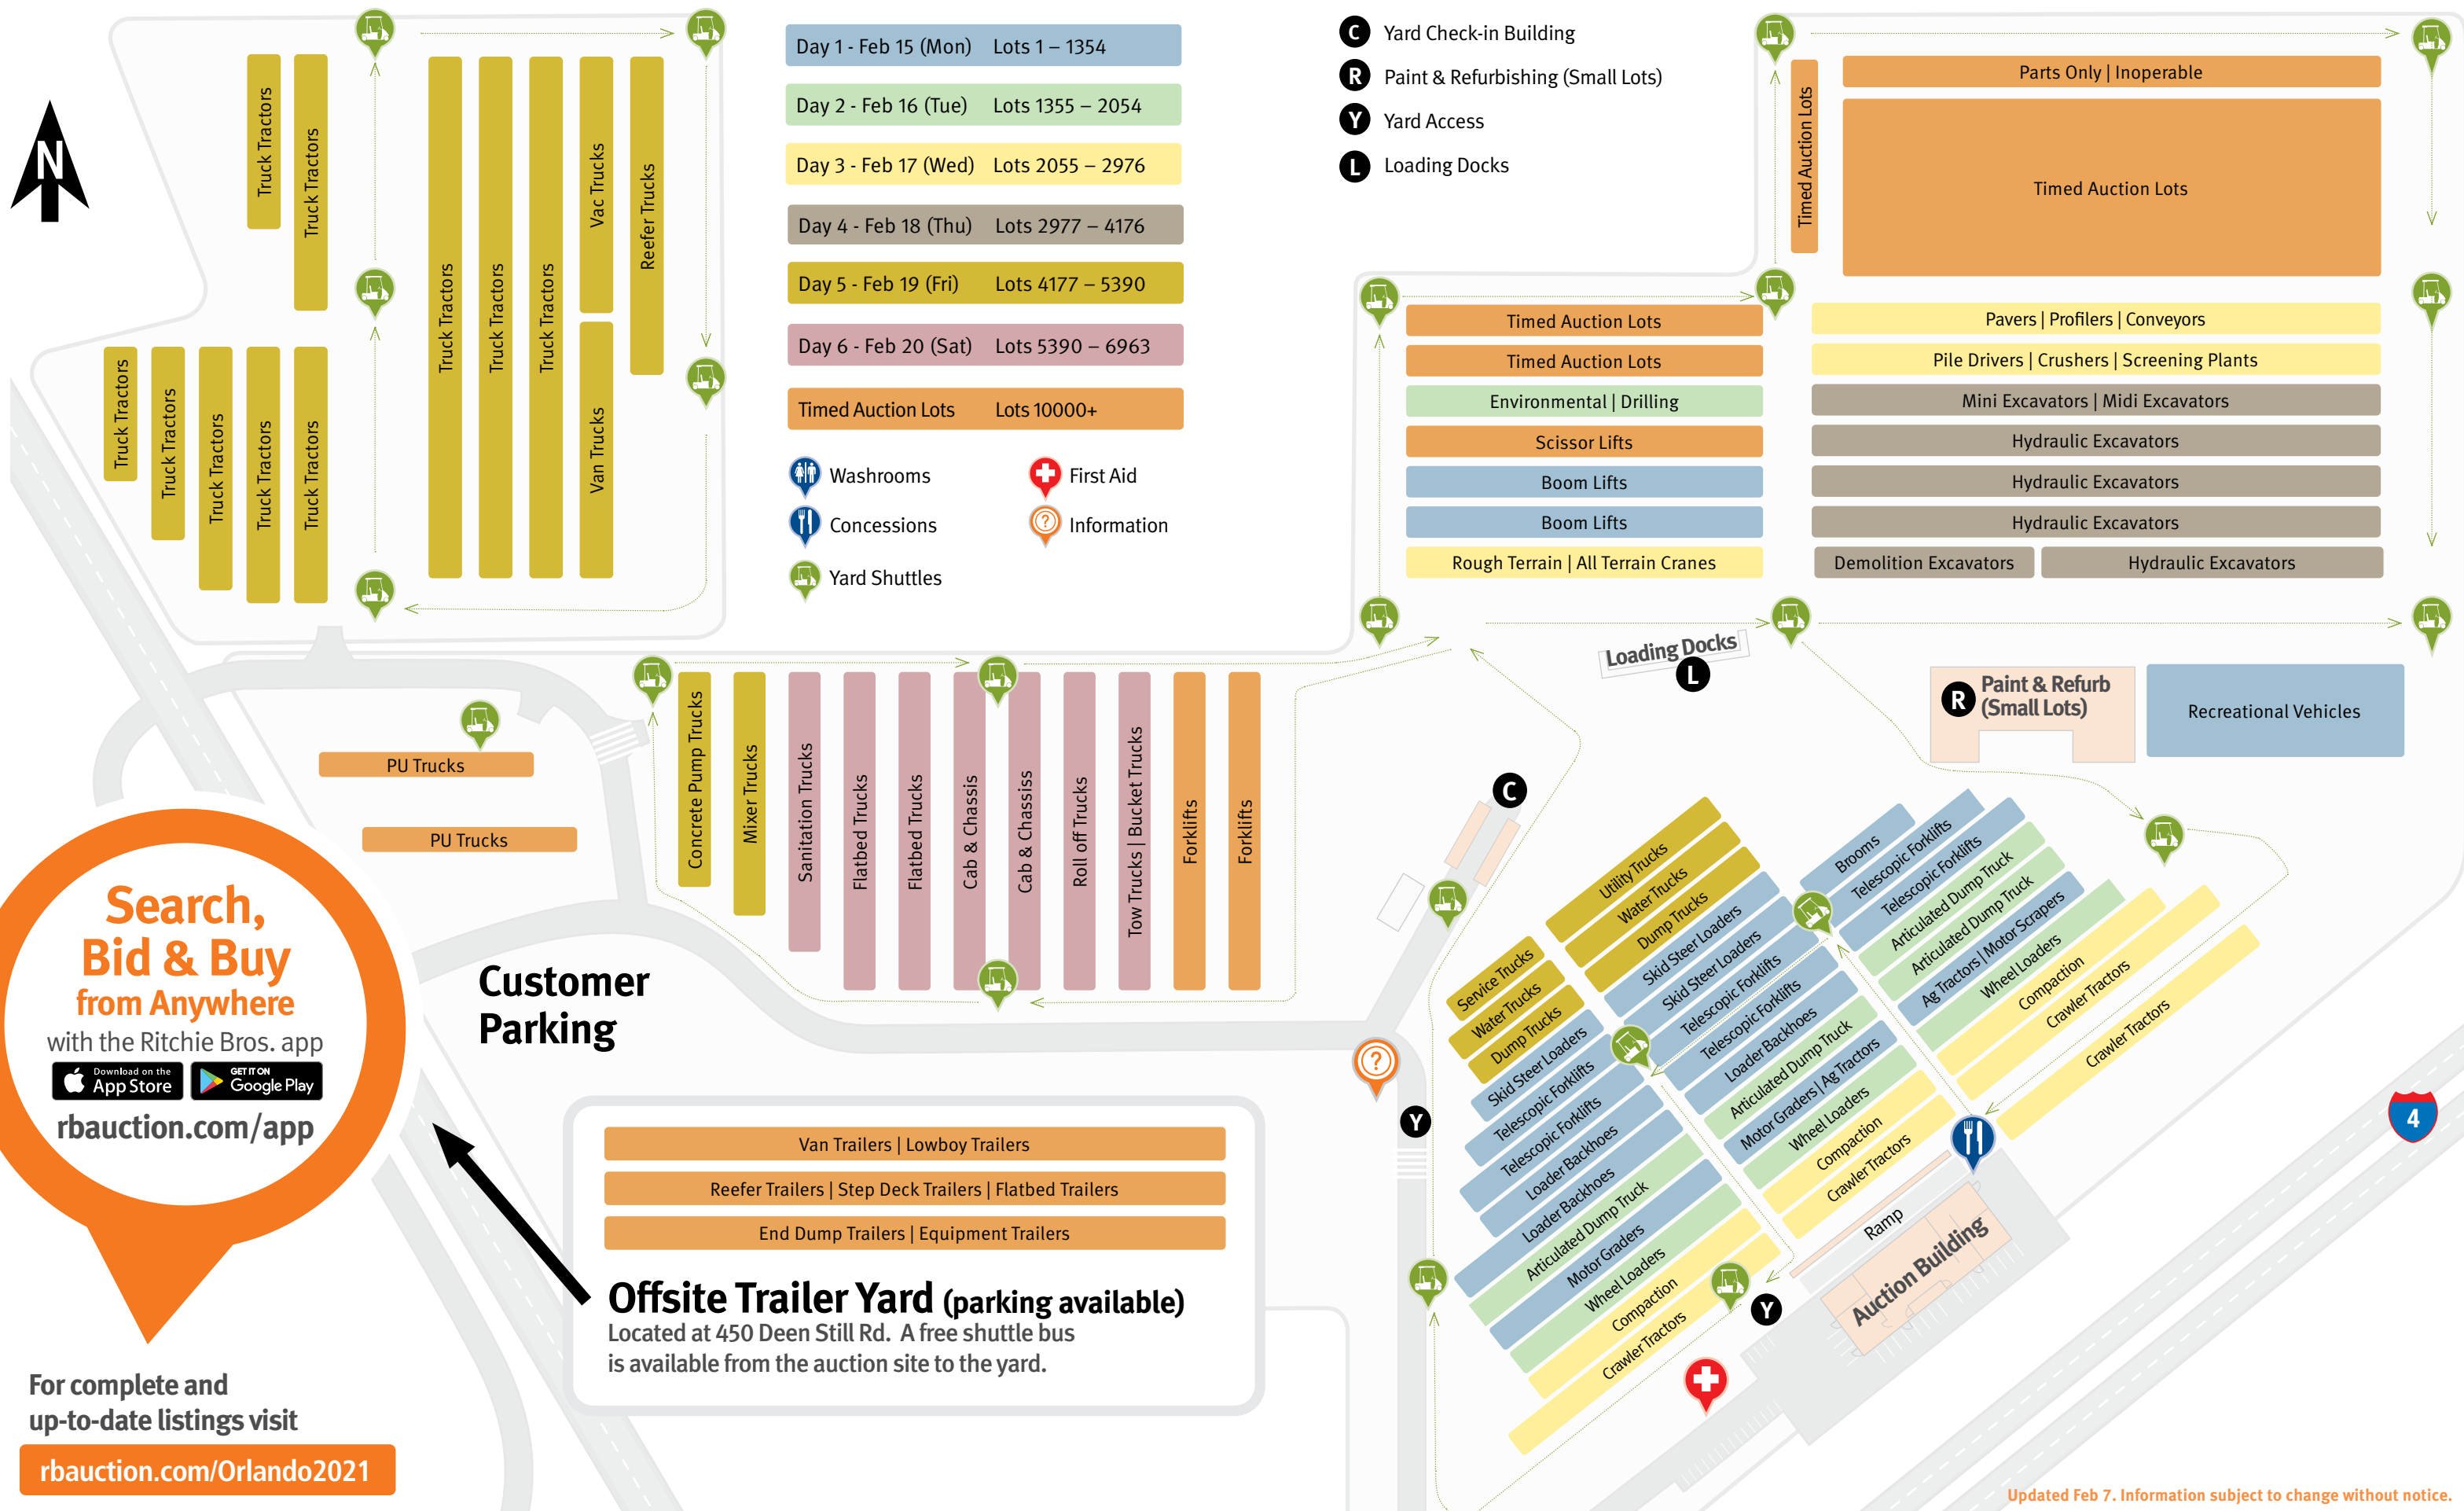 N
Truck Tractors
Truck Tractors
Truck Tractors
Truck Tractors
Truck Tractors
Vac Trucks
Reefer Trucks
Van Trucks
Truck Tractors
Truck Tractors
Truck Tractors
Truck Tractors
Truck Tractors
Day 1 - Feb 15 (Mon) Lots 1 – 1354
Day 2 - Feb 16 (Tue) Lots 1355 – 2054
Day 3 - Feb 17 (Wed) Lots 2055 – 2976
Day 4 - Feb 18 (Thu) Lots 2977 – 4176
Day 5 - Feb 19 (Fri) Lots 4177 – 5390
Day 6 - Feb 20 (Sat) Lots 5390 – 6963
Timed Auction Lots Lots 10000+
Washrooms
First Aid
Concessions
? Information
Yard Shuttles
C Yard Check-in Building
R Paint & Refurbishing (Small Lots)
Y Yard Access
L Loading Docks
Timed Auction Lots
Parts Only | Inoperable
Timed Auction Lots
Timed Auction Lots
Timed Auction Lots
Environmental | Drilling
Scissor Lifts
Boom Lifts
Boom Lifts
Rough Terrain | All Terrain Cranes
Pavers | Profilers | Conveyors
Pile Drivers | Crushers | Screening Plants
Mini Excavators | Midi Excavators
Hydraulic Excavators
Hydraulic Excavators
Hydraulic Excavators
Demolition Excavators
Hydraulic Excavators
Loading Docks
L
R
Paint & Refurb
(Small Lots)
Recreational Vehicles
PU Trucks
PU Trucks
Concrete Pump Trucks
Mixer Trucks
Sanitation Trucks
Flatbed Trucks
Flatbed Trucks
Cab & Chassis
Cab & Chassiss
Roll off Trucks
Tow Trucks | Bucket Trucks
Forklifts
Forklifts
C
?
Y
Utility Trucks
Water Trucks
Dump Trucks
Skid Steer Loaders
Skid Steer Loaders
Telescopic Forklifts
Telescopic Forklifts
Loader Backhoes
Articulated Dump Truck
Motor Graders | Ag Tractors
Wheel Loaders
Compaction
Crawler Tractors
Brooms
Telescopic Forklifts
Telescopic Forklifts
Articulated Dump Truck
Articulated Dump Truck
Ag Tractors | Motor Scrapers
Wheel Loaders
Compaction
Crawler Tractors
Crawler Tractors
Service Trucks
Water Trucks
Dump Trucks
Skid Steer Loaders
Telescopic Forklifts
Telescopic Forklifts
Loader Backhoes
Loader Backhoes
Articulated Dump Truck
Motor Graders
Wheel Loaders
Compaction
Crawler Tractors
Y
Ramp
Auction Building
4
Customer
Parking
Search,
Bid & Buy
from Anywhere
with the Ritchie Bros. app
Download on the
App Store
GET IT ON
Google Play
rbauction.com/app
Van Trailers | Lowboy Trailers
Reefer Trailers | Step Deck Trailers | Flatbed Trailers
End Dump Trailers | Equipment Trailers
Offsite Trailer Yard (parking available)
Located at 450 Deen Still Rd. A free shuttle bus
is available from the auction site to the yard.
For complete and
up-to-date listings visit
rbauction.com/Orlando2021
Updated Feb 7. Information subject to change without notice.